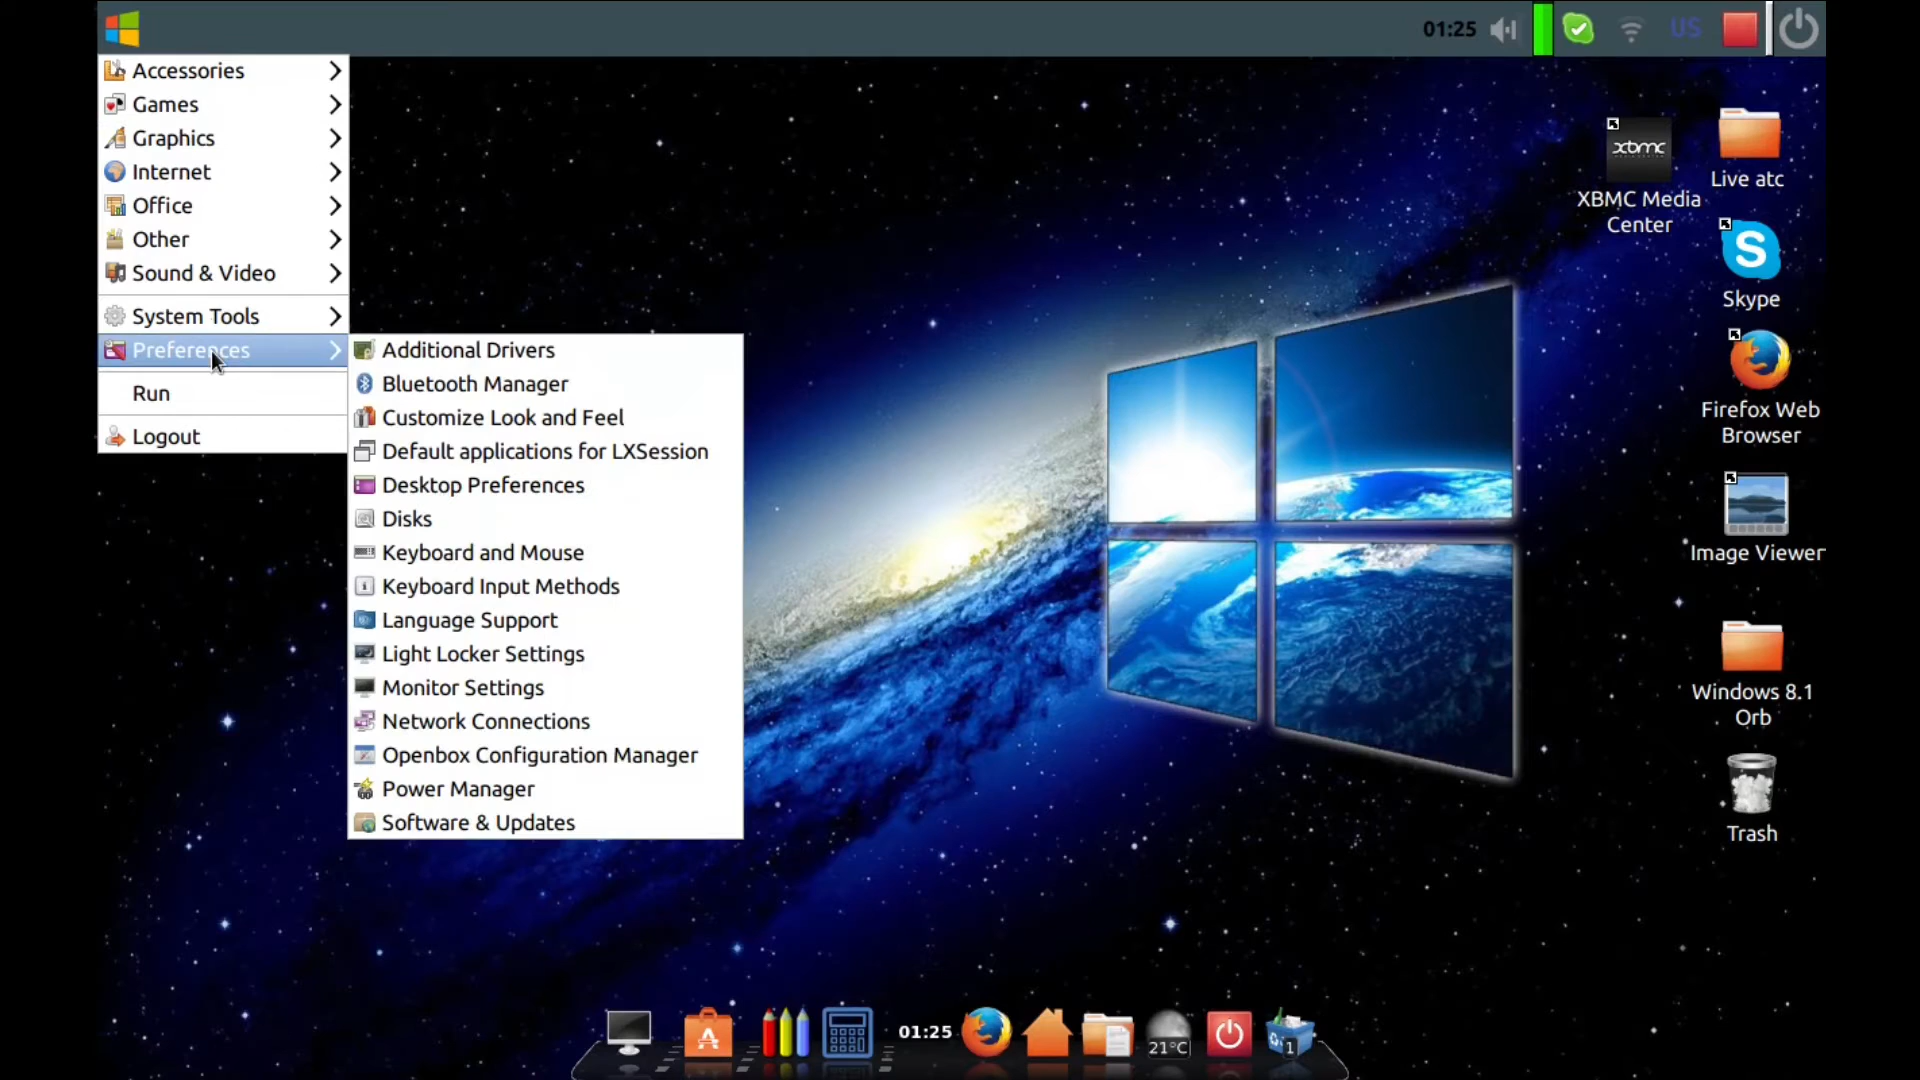 01:25
US
Accessories
Games
Graphics
Internet
Office
Other
Sound & Video
System Tools
Preferences
Run
Logout
Additional Drivers
Bluetooth Manager
Customize Look and Feel
Default applications for LXSession
Desktop Preferences
Disks
Keyboard and Mouse
Keyboard Input Methods
Language Support
Light Locker Settings
Monitor Settings
Network Connections
Openbox Configuration Manager
Power Manager
Software & Updates
xbmc
XBMC Media
Center
Live atc
S
Skype
Firefox Web
Browser
Image Viewer
Windows 8.1
Orb
Trash
A
01:25
21°C
1